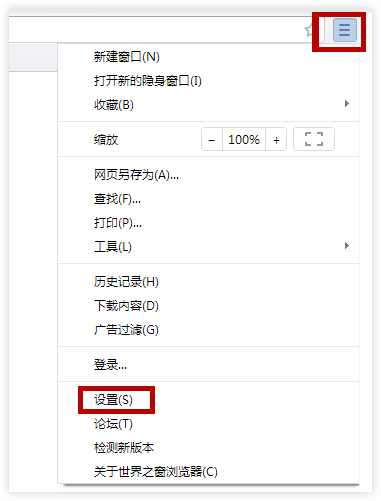 新建窗口(N)
打开新的隐身窗口(I)
收藏(B)
缩放 − 100% +
网页另存为(A)...
查找(F)...
打印(P)...
工具(L)
历史记录(H)
下载内容(D)
广告过滤(G)
登录...
设置(S)
论坛(T)
检测新版本
关于世界之窗浏览器(C)